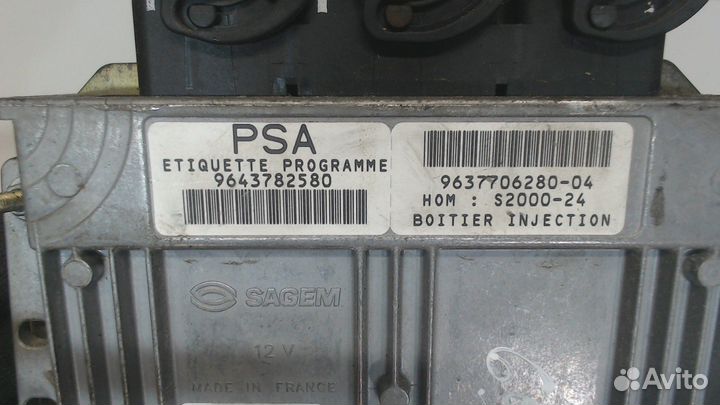 PSA
ETIQUETTE PROGRAMME
9643782580
9637706280-04
HOM : S2000-24
BOITIER INJECTION
SAGEM
12 V
MADE IN FRANCE
Avito